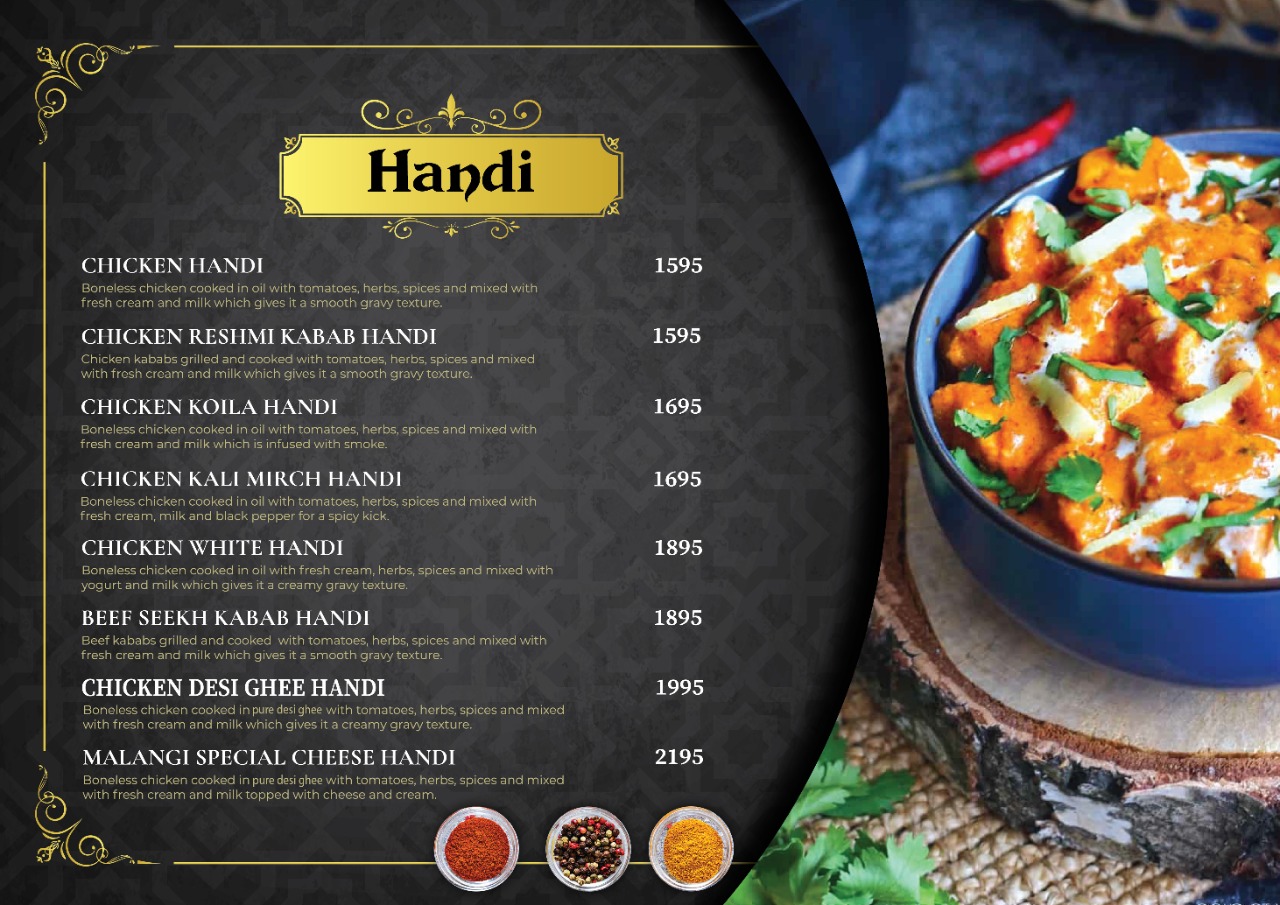 Handi
CHICKEN HANDI 1595
Boneless chicken cooked in oil with tomatoes, herbs, spices and mixed with
fresh cream and milk which gives it a smooth gravy texture.
CHICKEN RESHMI KABAB HANDI 1595
Chicken kababs grilled and cooked with tomatoes, herbs, spices and mixed
with fresh cream and milk which gives it a smooth gravy texture.
CHICKEN KOILA HANDI 1695
Boneless chicken cooked in oil with tomatoes, herbs, spices and mixed with
fresh cream and milk which is infused with smoke.
CHICKEN KALI MIRCH HANDI 1695
Boneless chicken cooked in oil with tomatoes, herbs, spices and mixed with
fresh cream, milk and black pepper for a spicy kick.
CHICKEN WHITE HANDI 1895
Boneless chicken cooked in oil with fresh cream, herbs, spices and mixed with
yogurt and milk which gives it a creamy gravy texture.
BEEF SEEKH KABAB HANDI 1895
Beef kababs grilled and cooked with tomatoes, herbs, spices and mixed with
fresh cream and milk which gives it a smooth gravy texture.
CHICKEN DESI GHEE HANDI 1995
Boneless chicken cooked in pure desi ghee with tomatoes, herbs, spices and mixed
with fresh cream and milk which gives it a creamy gravy texture.
MALANGI SPECIAL CHEESE HANDI 2195
Boneless chicken cooked in pure desi ghee with tomatoes, herbs, spices and mixed
with fresh cream and milk topped with cheese and cream.